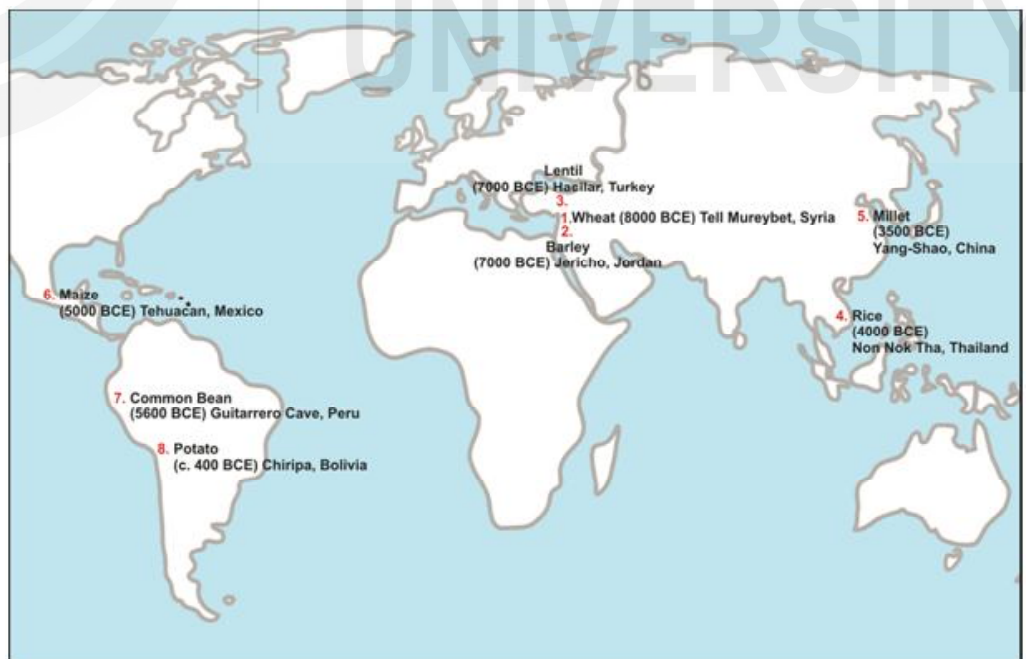 UNIVERSITY
Lentil
(7000 BCE) Hacilar, Turkey
3.
1. Wheat (8000 BCE) Tell Mureybet, Syria
2.
Barley
(7000 BCE) Jericho, Jordan
5. Millet
(3500 BCE)
Yang-Shao, China
6. Maize
(5000 BCE) Tehuacan, Mexico
4. Rice
(4000 BCE)
Non Nok Tha, Thailand
7. Common Bean
(5600 BCE) Guitarrero Cave, Peru
8. Potato
(c. 400 BCE) Chiripa, Bolivia